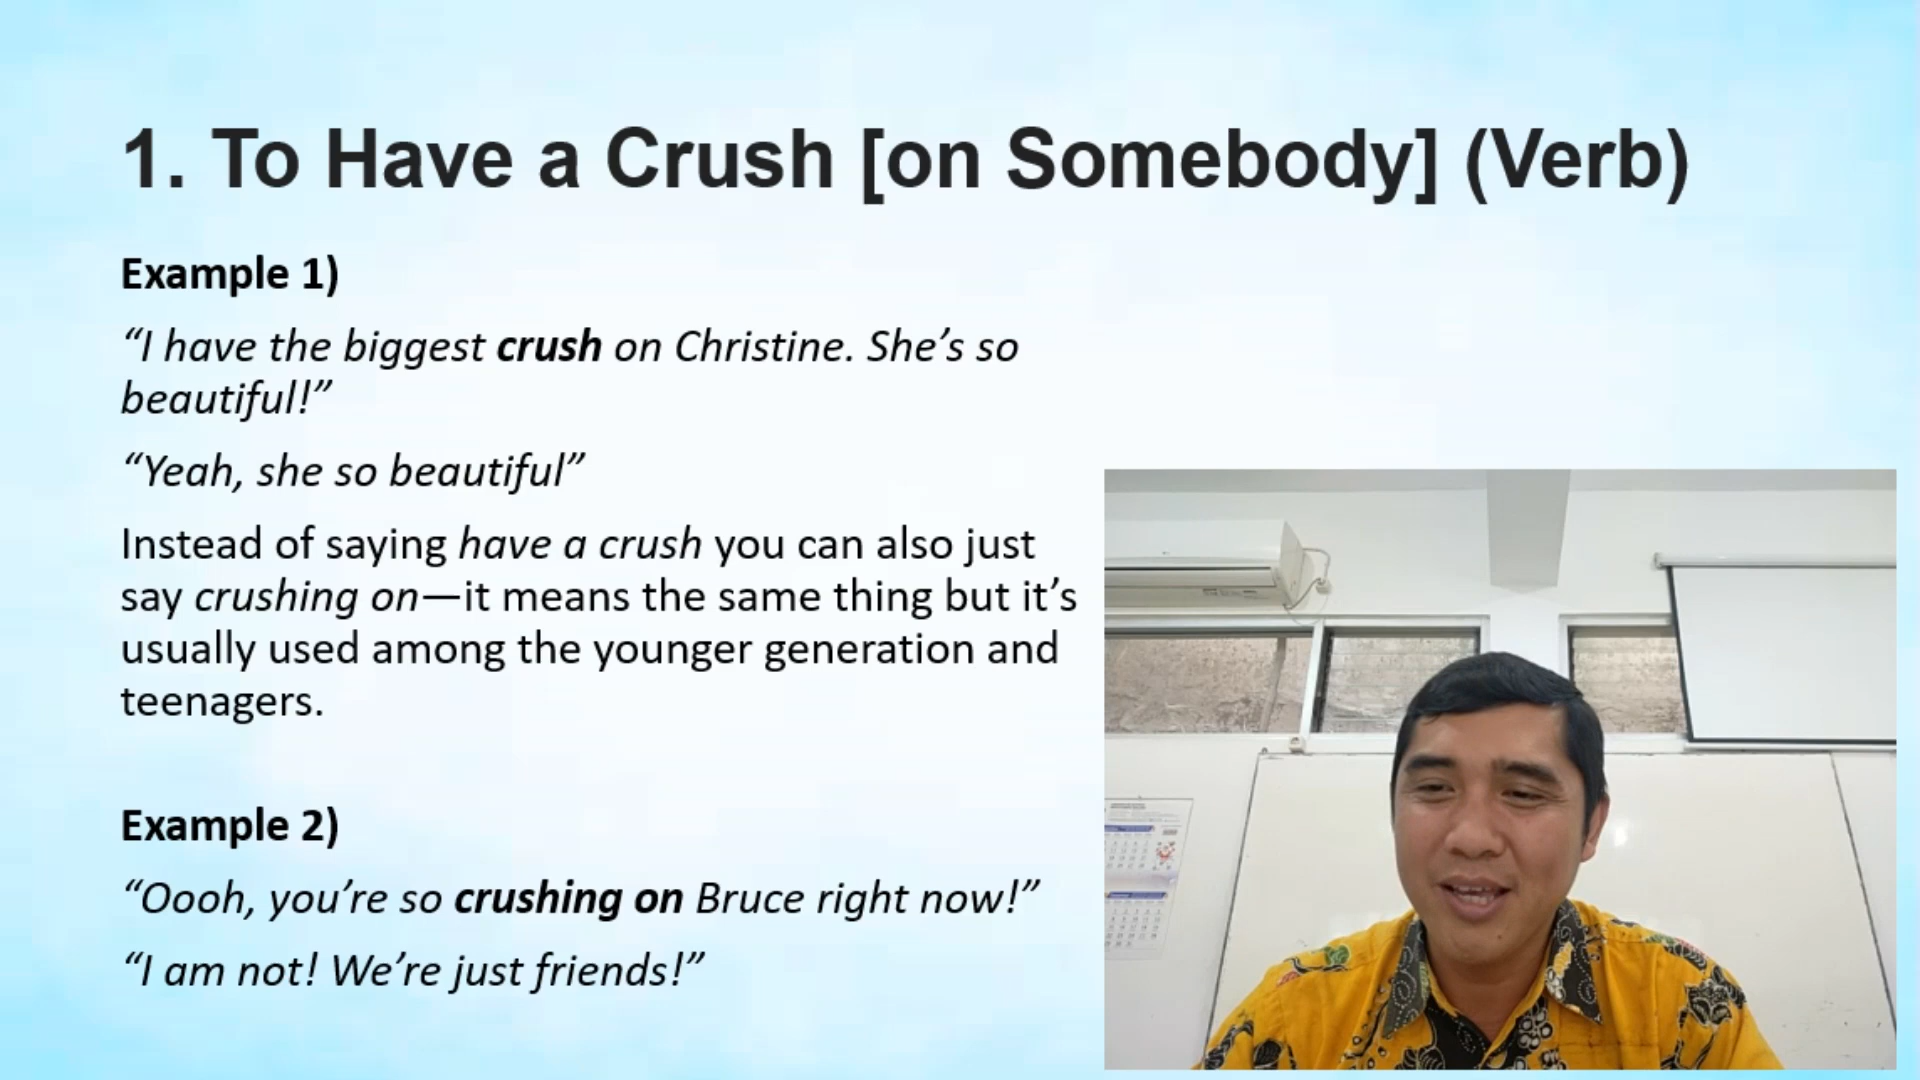 1. To Have a Crush [on Somebody] (Verb)
Example 1)
“I have the biggest crush on Christine. She’s so
beautiful!”
“Yeah, she so beautiful”
Instead of saying have a crush you can also just
say crushing on—it means the same thing but it’s
usually used among the younger generation and
teenagers.
Example 2)
“Oooh, you’re so crushing on Bruce right now!”
“I am not! We’re just friends!”